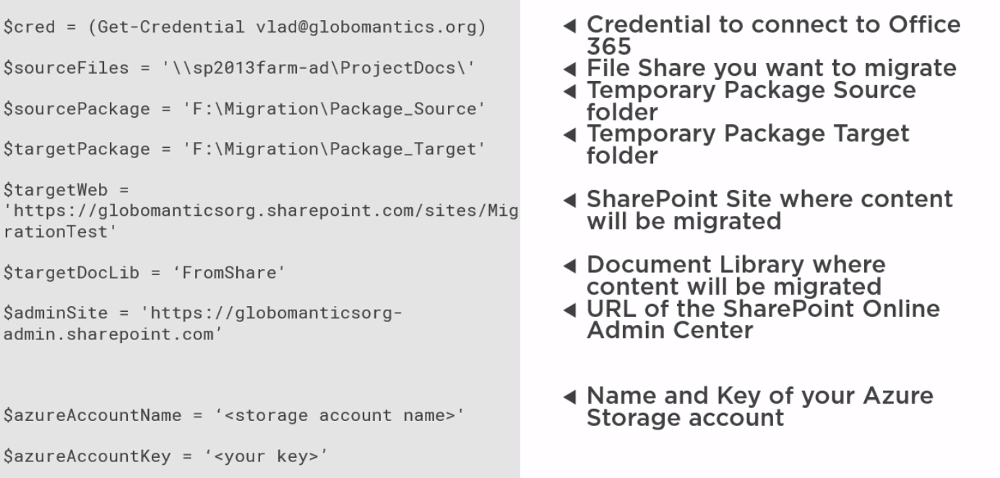 $cred = (Get-Credential vlad@globomantics.org)
$sourceFiles = '\\sp2013farm-ad\ProjectDocs\'
$sourcePackage = 'F:\Migration\Package_Source'
$targetPackage = 'F:\Migration\Package_Target'
$targetWeb =
'https://globomanticsorg.sharepoint.com/sites/Mig
rationTest'
$targetDocLib = ‘FromShare'
$adminSite = 'https://globomanticsorg-
admin.sharepoint.com’
$azureAccountName = ‘<storage account name>'
$azureAccountKey = ‘<your key>’
◀ Credential to connect to Office
365
◀ File Share you want to migrate
◀ Temporary Package Source
folder
◀ Temporary Package Target
folder
◀ SharePoint Site where content
will be migrated
◀ Document Library where
content will be migrated
◀ URL of the SharePoint Online
Admin Center
◀ Name and Key of your Azure
Storage account